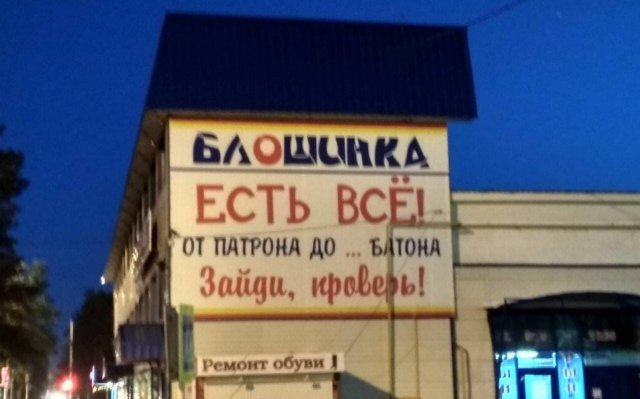 БЛОШИНКА
ЕСТЬ ВСЁ!
ОТ ПАТРОНА ДО ... БАТОНА
Зайди, проверь!
Ремонт обуви